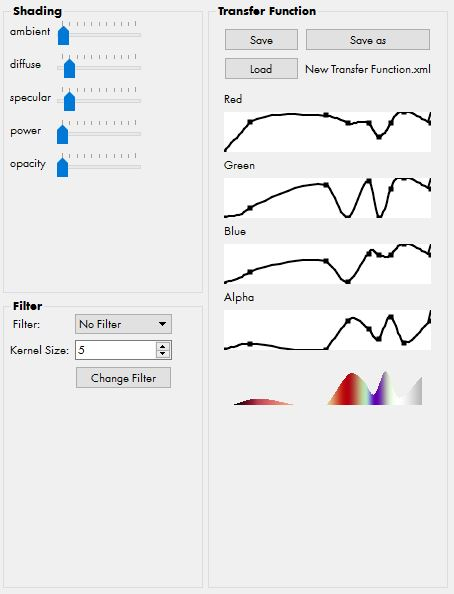 Shading
ambient
diffuse
specular
power
opacity
Filter
Filter: No Filter
Kernel Size: 5
Change Filter
Transfer Function
Save Save as
Load New Transfer Function.xml
Red
Green
Blue
Alpha